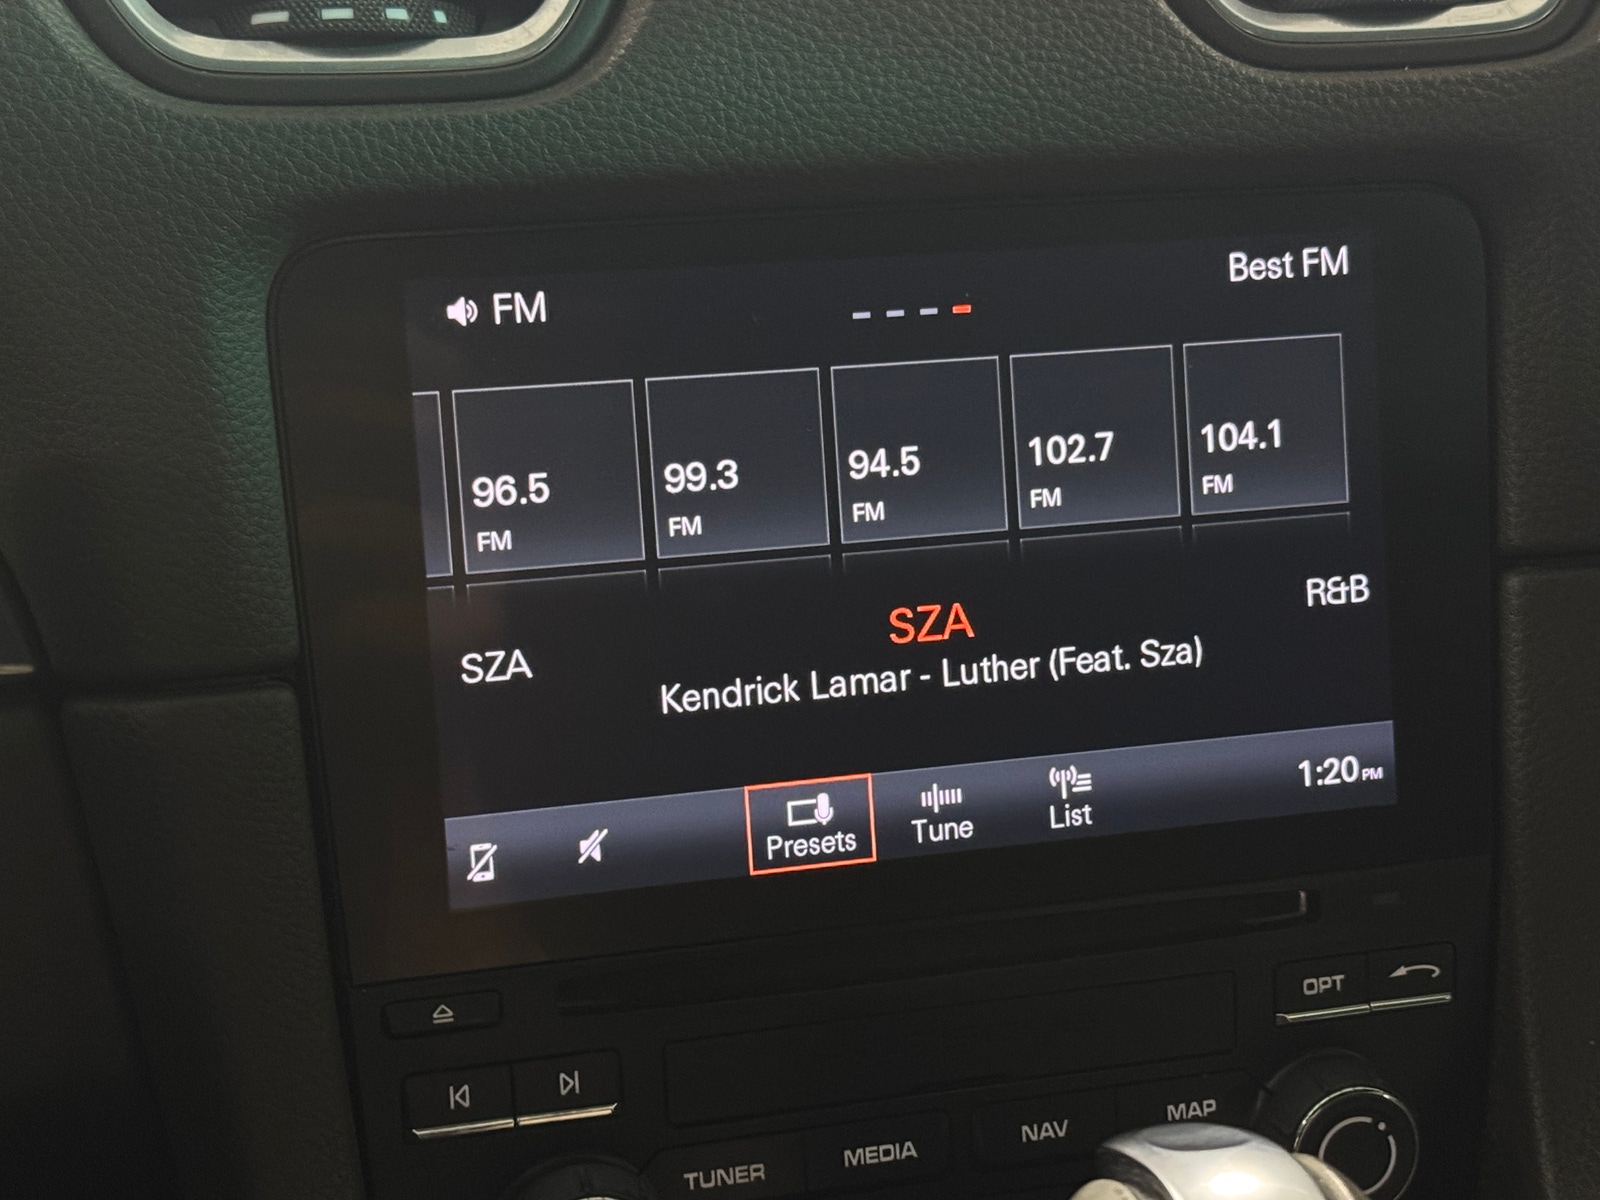 FM
Best FM
96.5
FM
99.3
FM
94.5
FM
102.7
FM
104.1
FM
SZA
SZA
R&B
Kendrick Lamar - Luther (Feat. Sza)
Presets
Tune
List
1:20 PM
OPT
TUNER
MEDIA
NAV
MAP